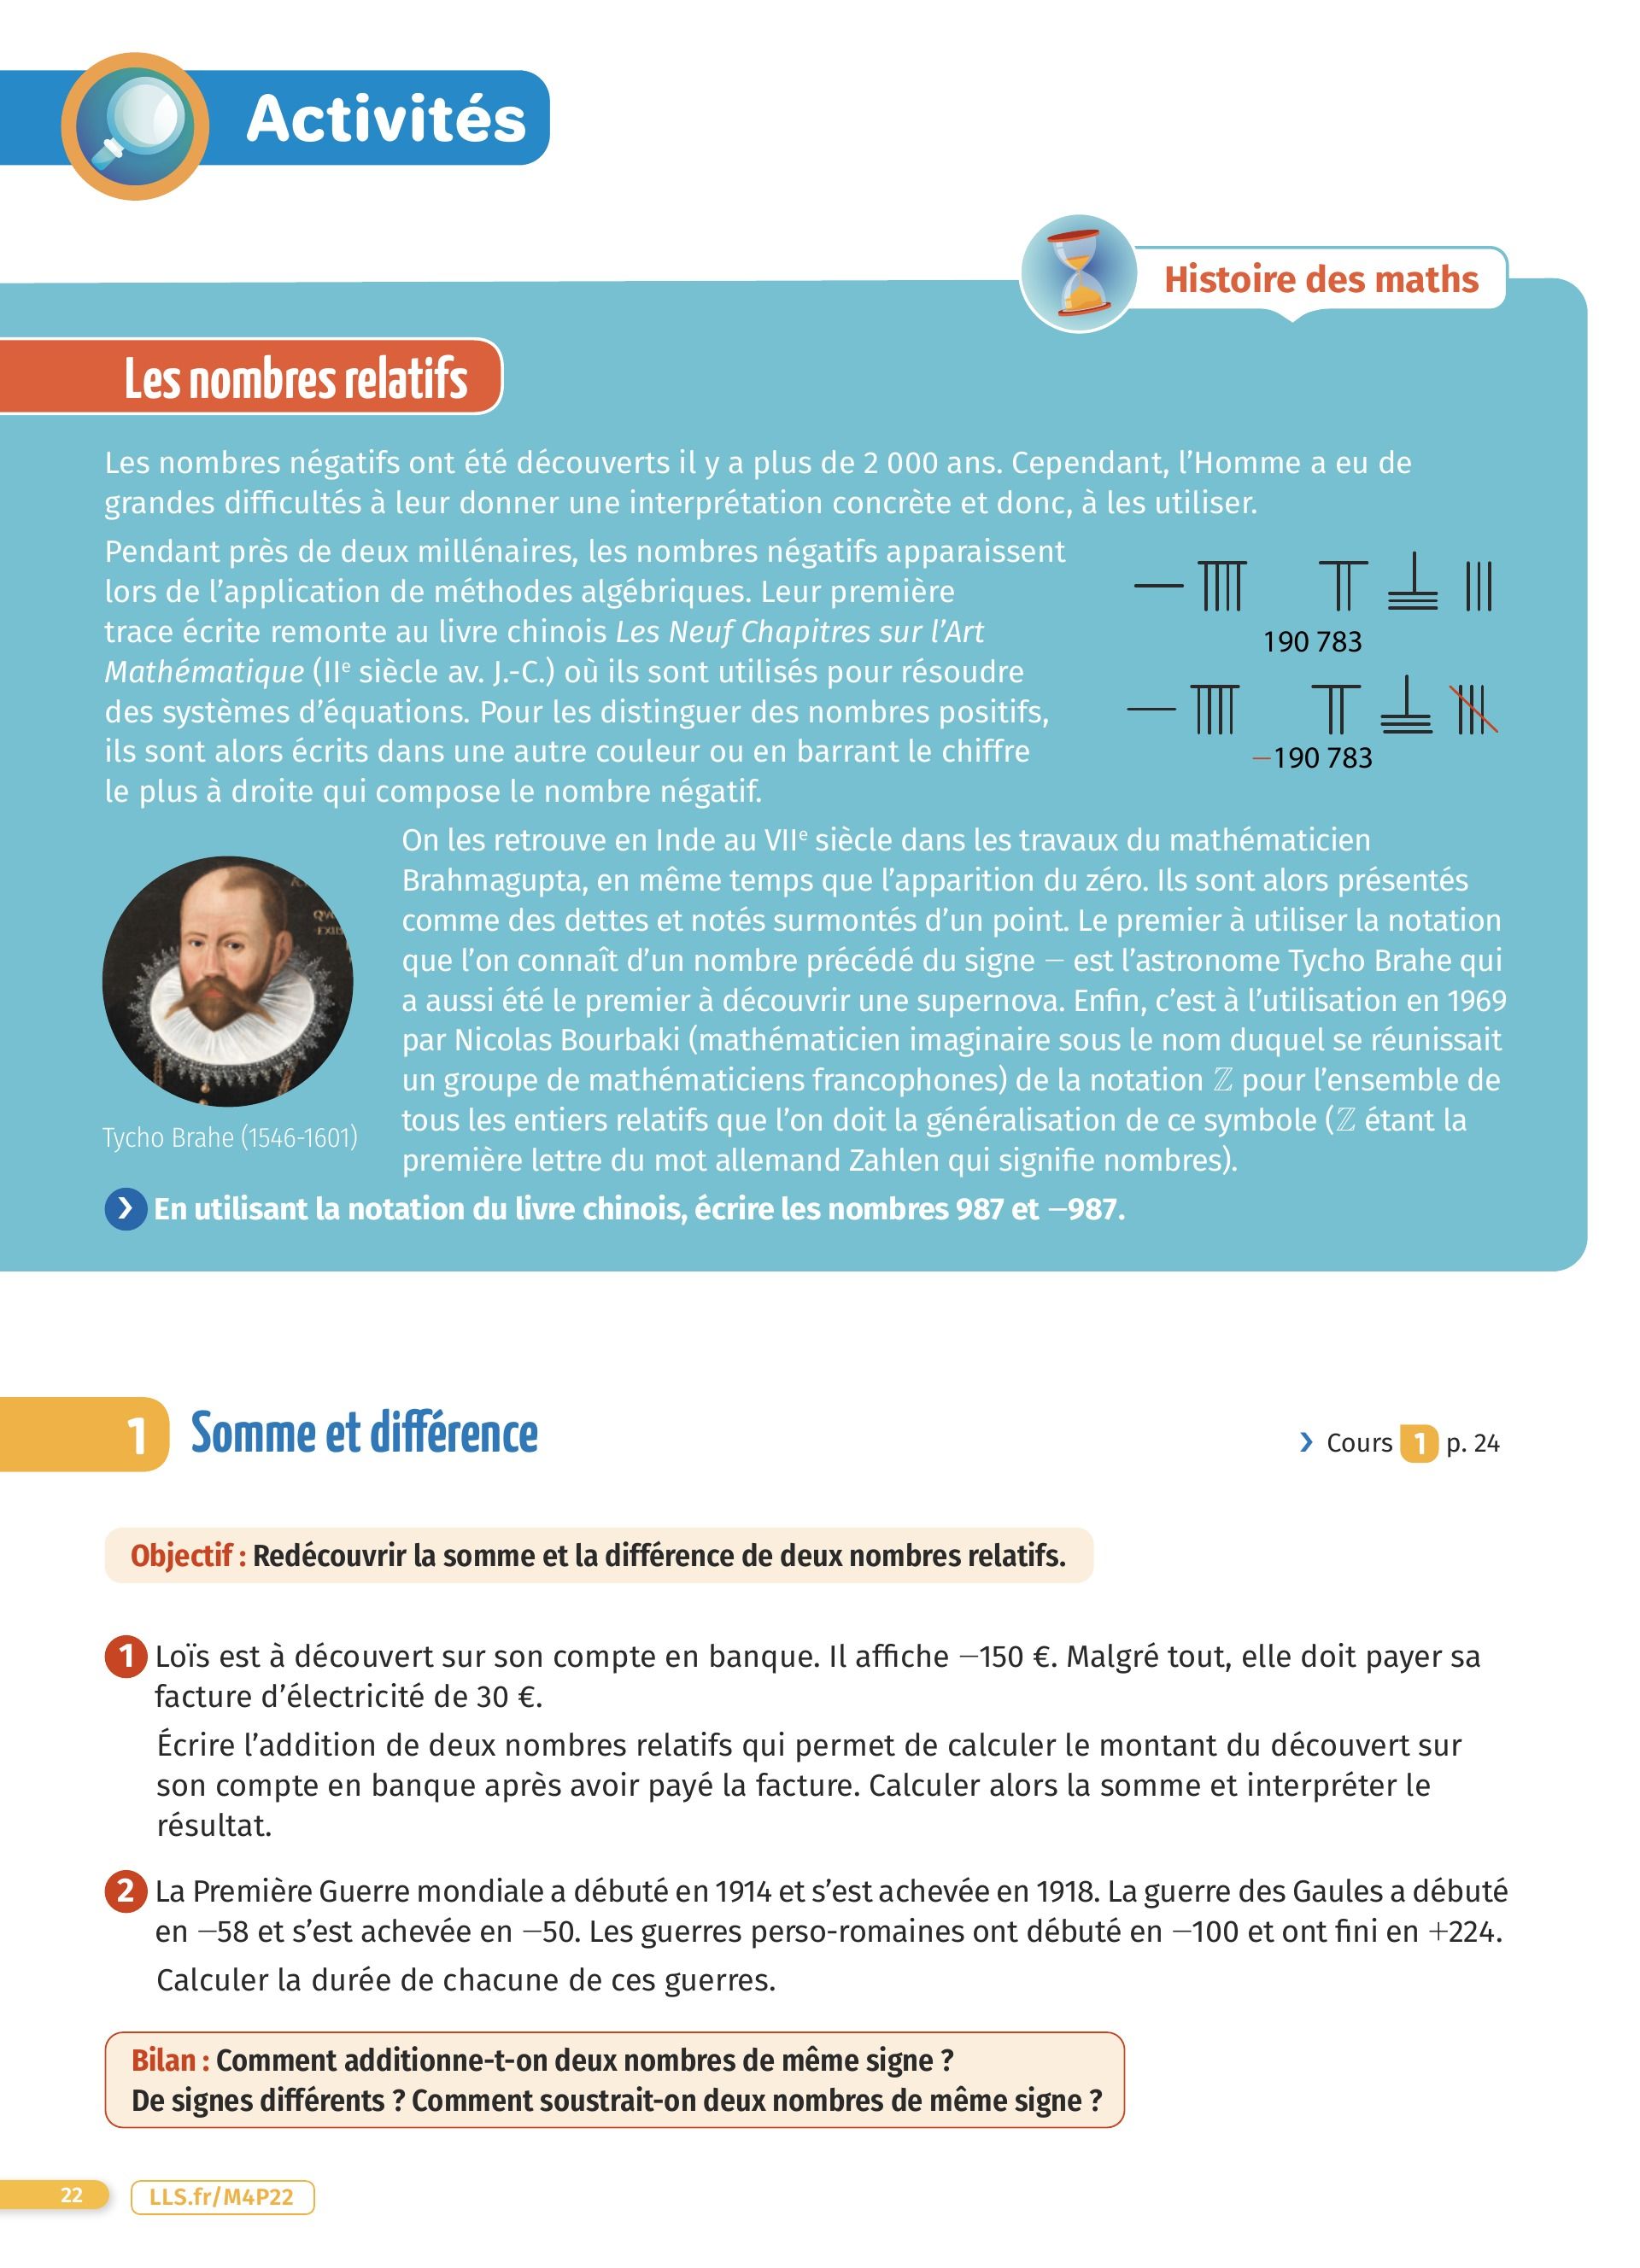 Activités
Histoire des maths
Les nombres relatifs
Les nombres négatifs ont été découverts il y a plus de 2 000 ans. Cependant, l’Homme a eu de
grandes difficultés à leur donner une interprétation concrète et donc, à les utiliser.
Pendant près de deux millénaires, les nombres négatifs apparaissent
lors de l’application de méthodes algébriques. Leur première
trace écrite remonte au livre chinois Les Neuf Chapitres sur l’Art
Mathématique (IIe siècle av. J.-C.) où ils sont utilisés pour résoudre
des systèmes d’équations. Pour les distinguer des nombres positifs,
ils sont alors écrits dans une autre couleur ou en barrant le chiffre
le plus à droite qui compose le nombre négatif.
190 783
−190 783
On les retrouve en Inde au VIIe siècle dans les travaux du mathématicien
Brahmagupta, en même temps que l’apparition du zéro. Ils sont alors présentés
comme des dettes et notés surmontés d’un point. Le premier à utiliser la notation
que l’on connaît d’un nombre précédé du signe − est l’astronome Tycho Brahe qui
a aussi été le premier à découvrir une supernova. Enfin, c’est à l’utilisation en 1969
par Nicolas Bourbaki (mathématicien imaginaire sous le nom duquel se réunissait
un groupe de mathématiciens francophones) de la notation ℤ pour l’ensemble de
tous les entiers relatifs que l’on doit la généralisation de ce symbole (ℤ étant la
première lettre du mot allemand Zahlen qui signifie nombres).
Tycho Brahe (1546-1601)
En utilisant la notation du livre chinois, écrire les nombres 987 et −987.
1 Somme et différence
Cours 1 p. 24
Objectif : Redécouvrir la somme et la différence de deux nombres relatifs.
1 Loïs est à découvert sur son compte en banque. Il affiche −150 €. Malgré tout, elle doit payer sa
facture d’électricité de 30 €.
Écrire l’addition de deux nombres relatifs qui permet de calculer le montant du découvert sur
son compte en banque après avoir payé la facture. Calculer alors la somme et interpréter le
résultat.
2 La Première Guerre mondiale a débuté en 1914 et s’est achevée en 1918. La guerre des Gaules a débuté
en −58 et s’est achevée en −50. Les guerres perso-romaines ont débuté en −100 et ont fini en +224.
Calculer la durée de chacune de ces guerres.
Bilan : Comment additionne-t-on deux nombres de même signe ?
De signes différents ? Comment soustrait-on deux nombres de même signe ?
22
LLS.fr/M4P22